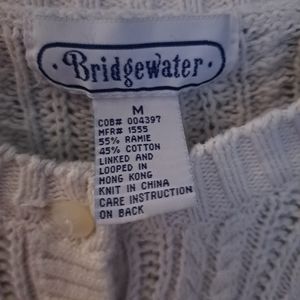 Bridgewater
M
COB# 004397
MFR# 1555
55% RAMIE
45% COTTON
LINKED AND
LOOPED IN
HONG KONG
KNIT IN CHINA
CARE INSTRUCTION
ON BACK